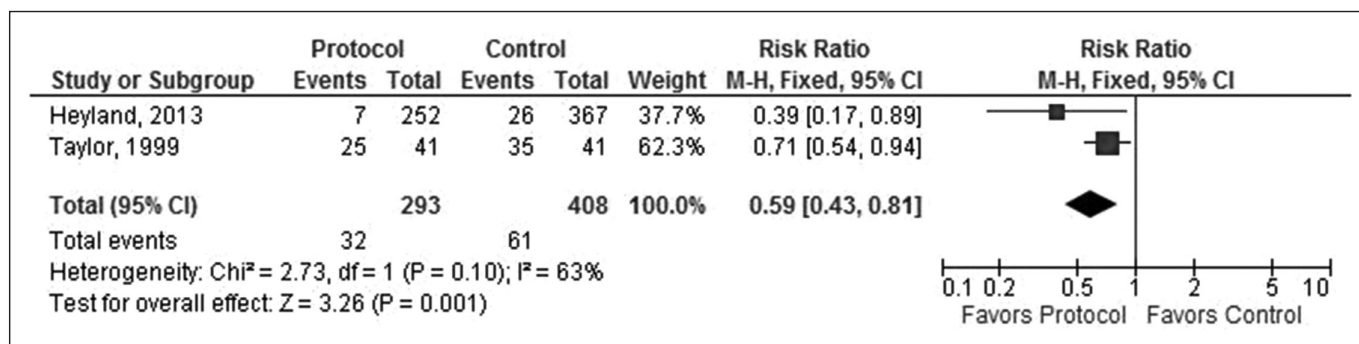 Protocol Control Risk Ratio Risk Ratio
Study or Subgroup Events Total Events Total Weight M-H, Fixed, 95% CI M-H, Fixed, 95% CI
Heyland, 2013 7 252 26 367 37.7% 0.39 [0.17, 0.89]
Taylor, 1999 25 41 35 41 62.3% 0.71 [0.54, 0.94]
Total (95% CI) 293 408 100.0% 0.59 [0.43, 0.81]
Total events 32 61
Heterogeneity: Chi² = 2.73, df = 1 (P = 0.10); I² = 63%
Test for overall effect: Z = 3.26 (P = 0.001)
0.1 0.2 0.5 1 2 5 10
Favors Protocol Favors Control